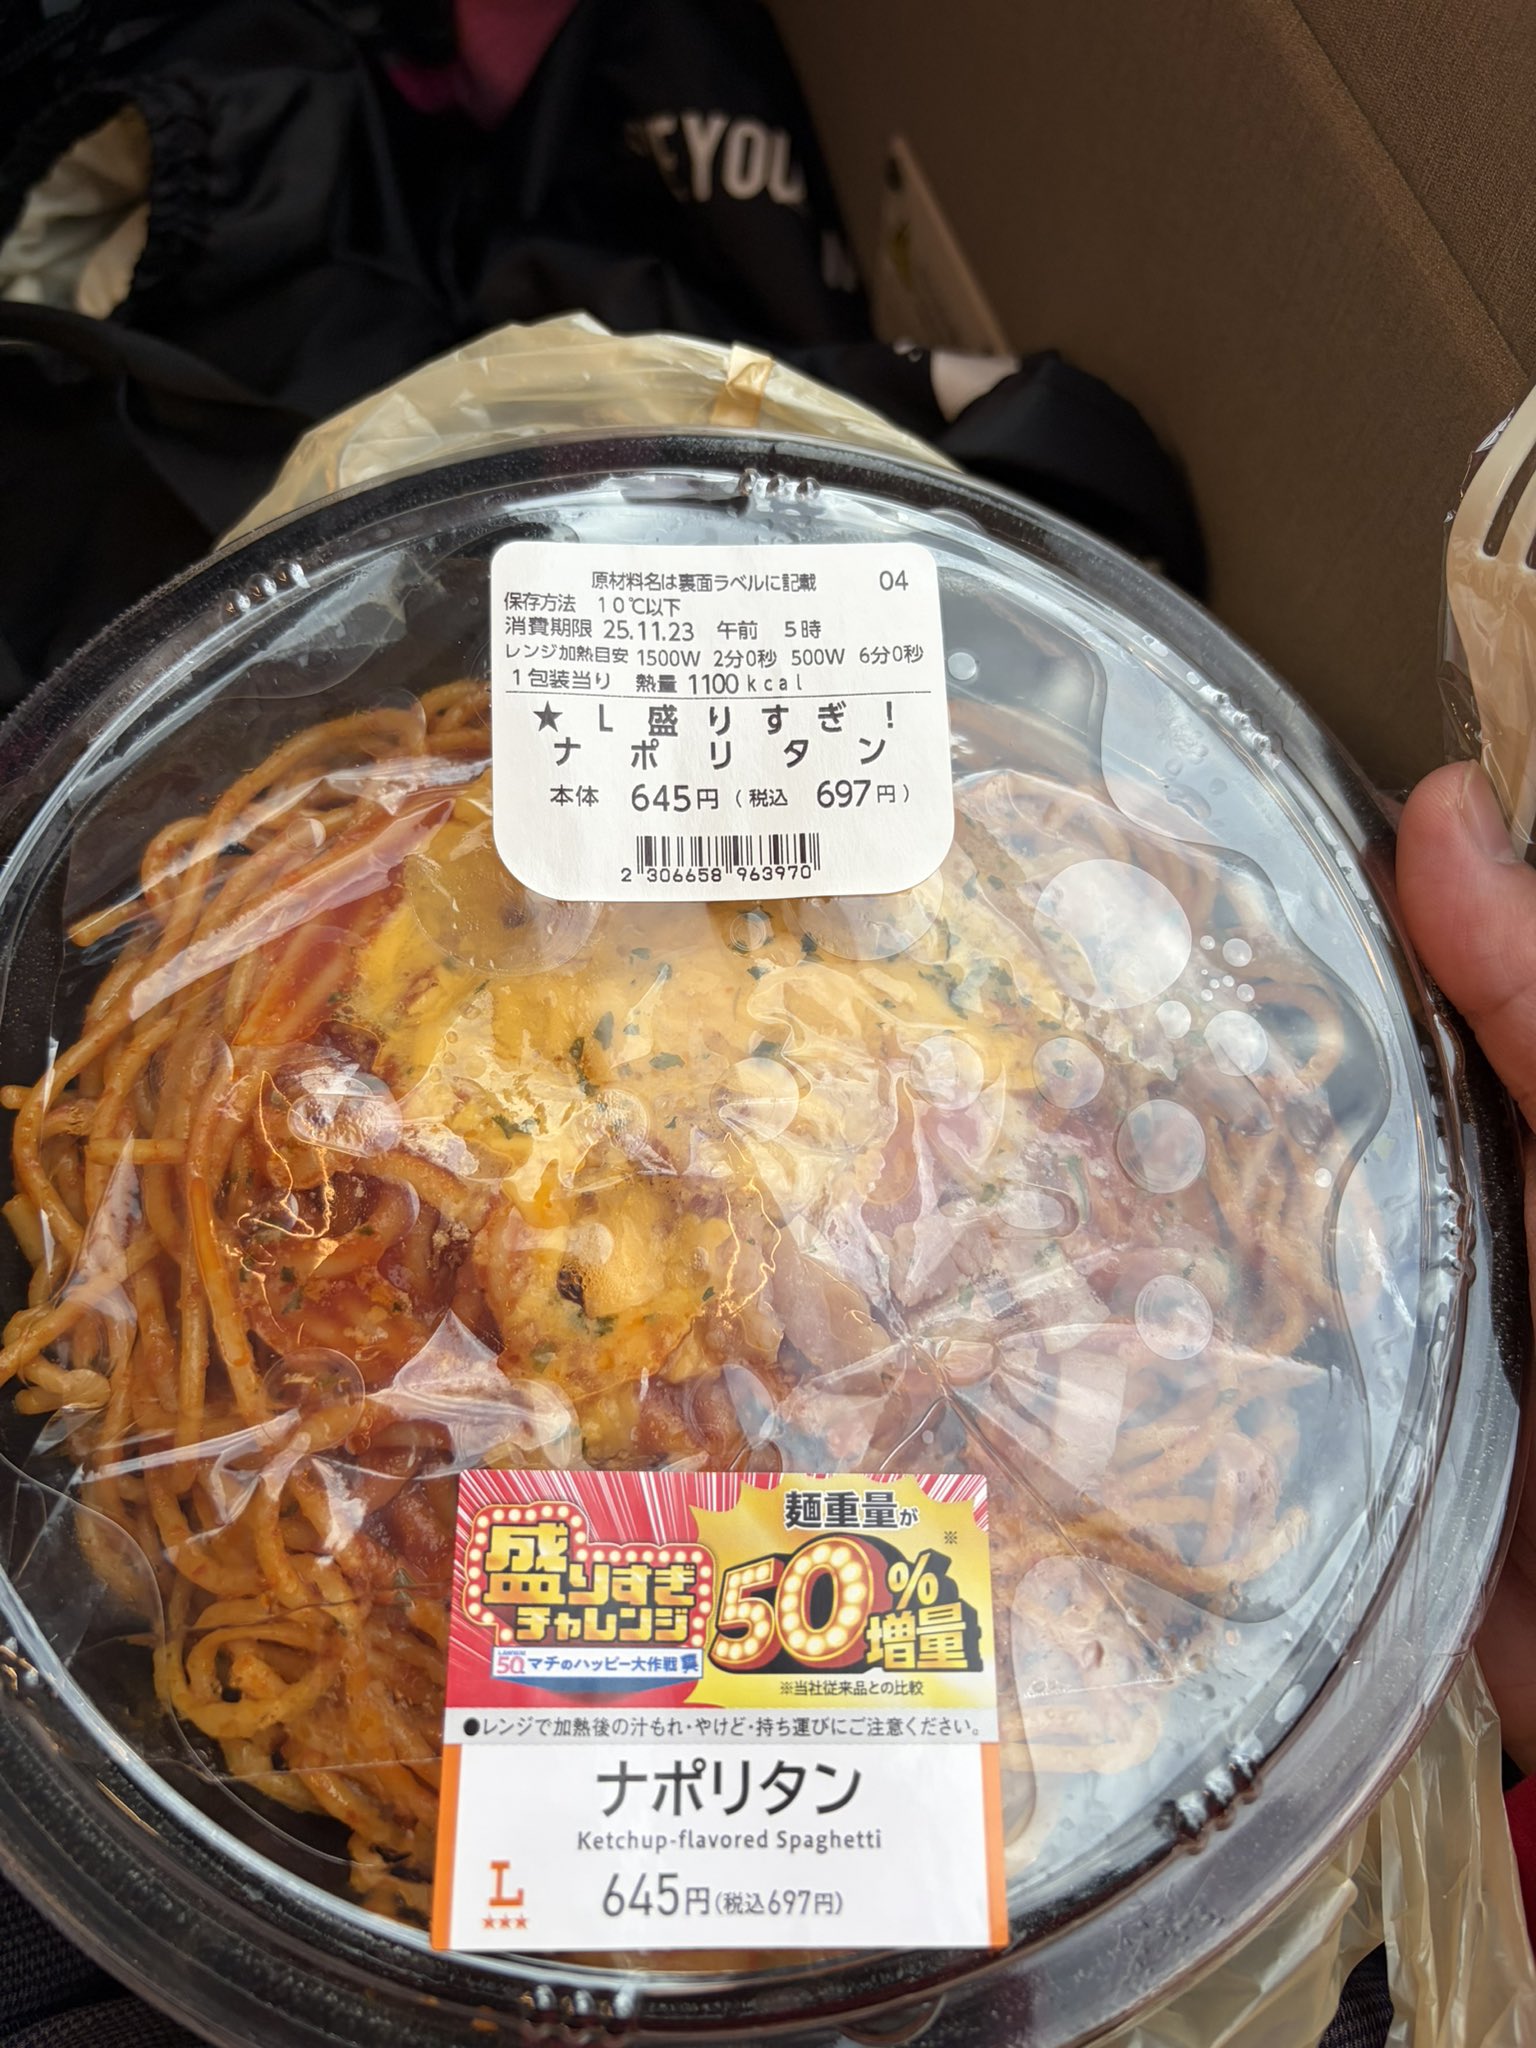 EYOU
原材料名は裏面ラベルに記載 04
保存方法 10℃以下
消費期限 25.11.23 午前 5時
レンジ加熱目安 1500W 2分0秒 500W 6分0秒
1包装当り 熱量 1100kcal
★L盛りすぎ!
ナポリタン
本体 645円(税込 697円)
2 306658 963970
麺重量が
盛りすぎ
チャレンジ
50%※
増量
LAWSON
50th マチのハッピー大作戦
※当社従来品との比較
●レンジで加熱後の汁もれ・やけど・持ち運びにご注意ください。
ナポリタン
Ketchup-flavored Spaghetti
L
★★★
645円(税込697円)